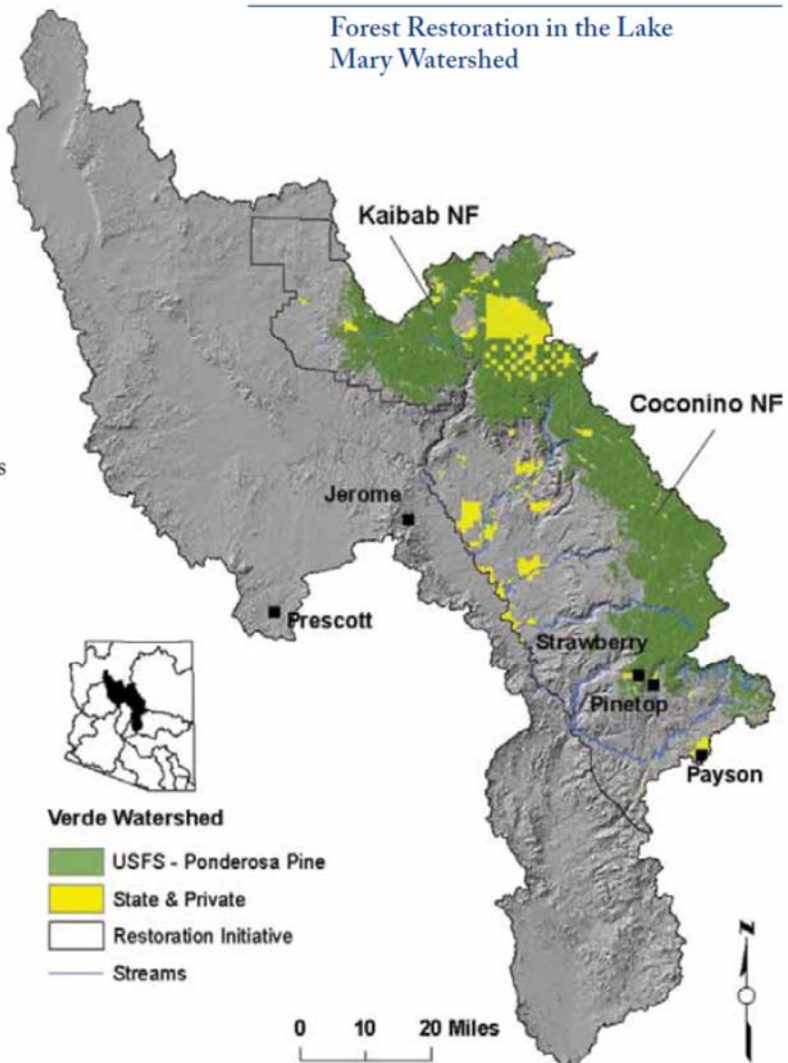 Forest Restoration in the Lake
Mary Watershed
Kaibab NF
Coconino NF
s
Jerome
Prescott
Strawberry
Pinetop
Payson
Verde Watershed
USFS - Ponderosa Pine
State & Private
Restoration Initiative
Streams
0 10 20 Miles
N